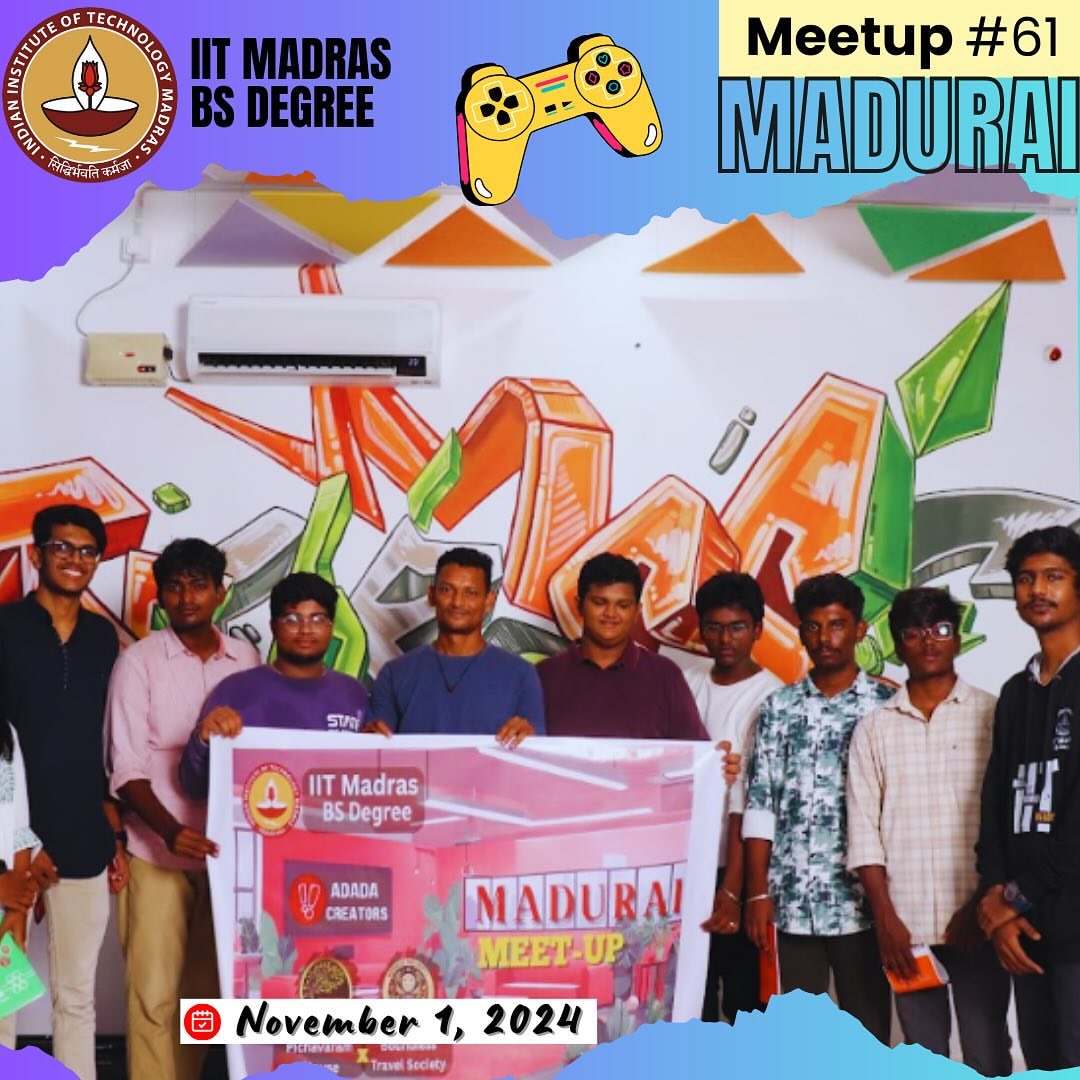 INDIAN INSTITUTE OF TECHNOLOGY MADRAS
सिद्धिर्भवति कर्मजा
IIT MADRAS
BS DEGREE
Meetup #61
MADURAI
IIT Madras
BS Degree
ADADA
CREATORS
MADURAI
MEET-UP
November 1, 2024
Pichavaram
X
Travel Society